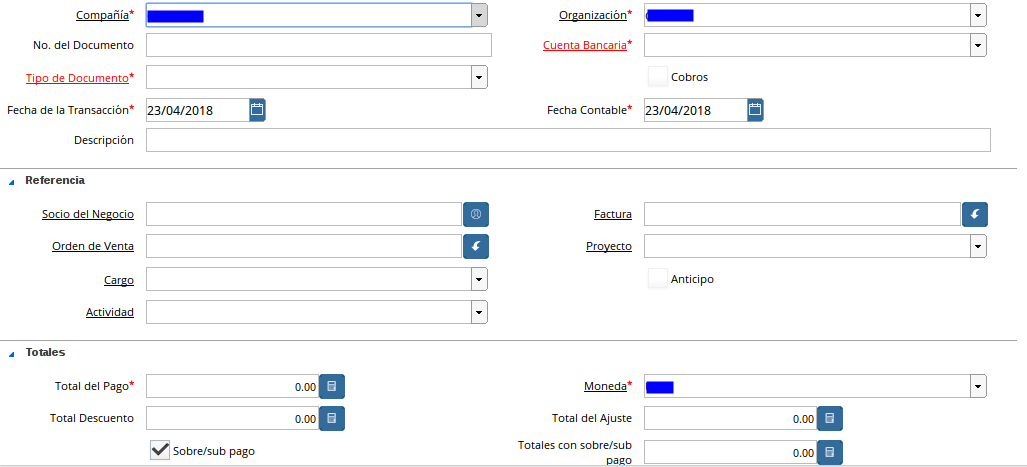 Compañía* Organización*
No. del Documento Cuenta Bancaria*
Tipo de Documento* Cobros
Fecha de la Transacción* 23/04/2018 Fecha Contable* 23/04/2018
Descripción
Referencia
Socio del Negocio Factura
Orden de Venta Proyecto
Cargo Anticipo
Actividad
Totales
Total del Pago* 0.00 Moneda*
Total Descuento 0.00 Total del Ajuste 0.00
Sobre/sub pago Totales con sobre/sub
pago 0.00